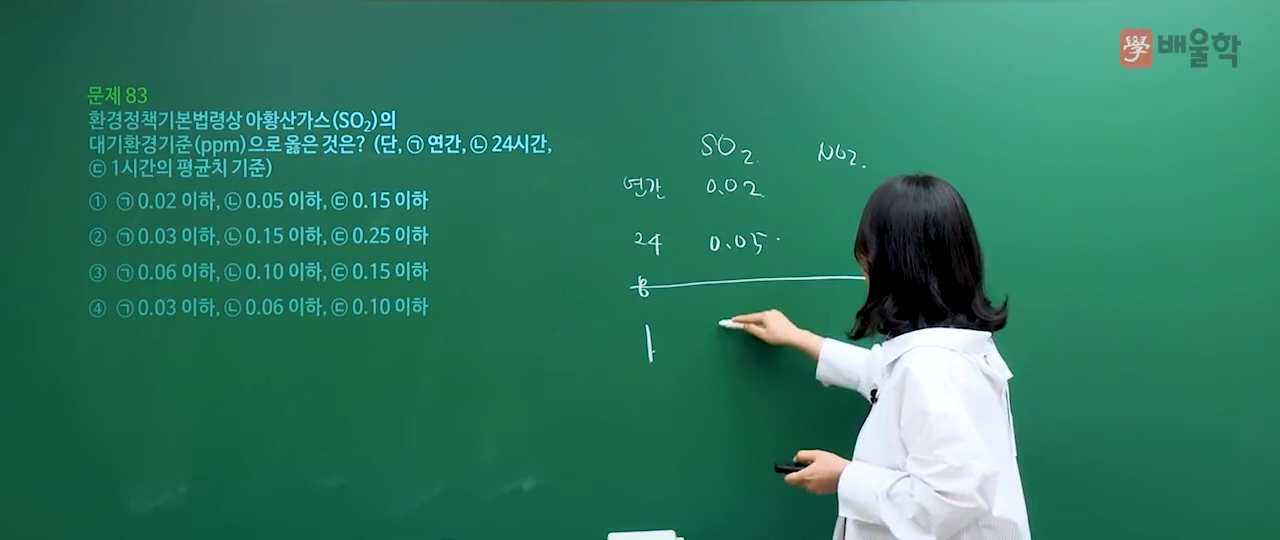 學 배울학
문제 83
환경정책기본법령상 아황산가스(SO₂)의
대기환경기준(ppm)으로 옳은 것은? (단, ㉠ 연간, ㉡ 24시간,
㉢ 1시간의 평균치 기준)
① ㉠ 0.02 이하, ㉡ 0.05 이하, ㉢ 0.15 이하
② ㉠ 0.03 이하, ㉡ 0.15 이하, ㉢ 0.25 이하
③ ㉠ 0.06 이하, ㉡ 0.10 이하, ㉢ 0.15 이하
④ ㉠ 0.03 이하, ㉡ 0.06 이하, ㉢ 0.10 이하
SO₂. NO₂.
연간 0.02
24 0.05
8
1